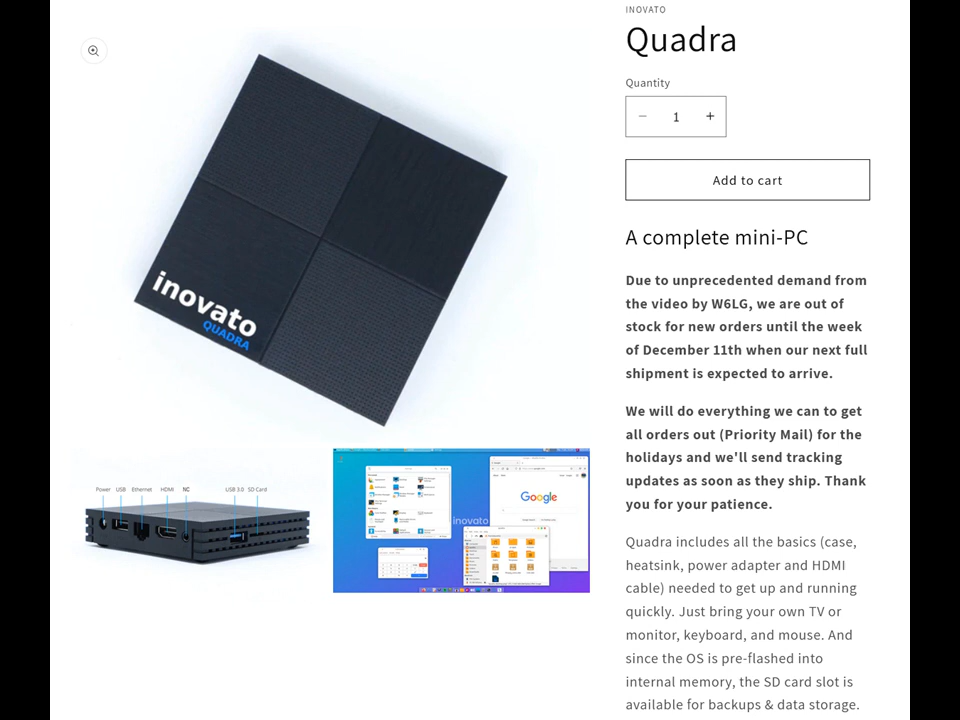 INOVATO
Quadra
Quantity
− 1 +
Add to cart
A complete mini-PC
Due to unprecedented demand from
the video by W6LG, we are out of
stock for new orders until the week
of December 11th when our next full
shipment is expected to arrive.
We will do everything we can to get
all orders out (Priority Mail) for the
holidays and we'll send tracking
updates as soon as they ship. Thank
you for your patience.
Quadra includes all the basics (case,
heatsink, power adapter and HDMI
cable) needed to get up and running
quickly. Just bring your own TV or
monitor, keyboard, and mouse. And
since the OS is pre-flashed into
internal memory, the SD card slot is
available for backups & data storage.
inovato
QUADRA
Power USB Ethernet HDMI NC USB 3.0 SD Card
Google
inovato